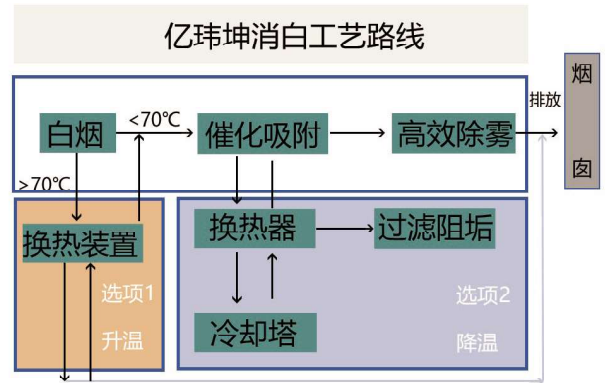 亿玮坤消白工艺路线
烟
囱
排放
白烟
<70℃
催化吸附
高效除雾
>70℃
换热装置
换热器
过滤阻垢
选项1
升温
冷却塔
选项2
降温